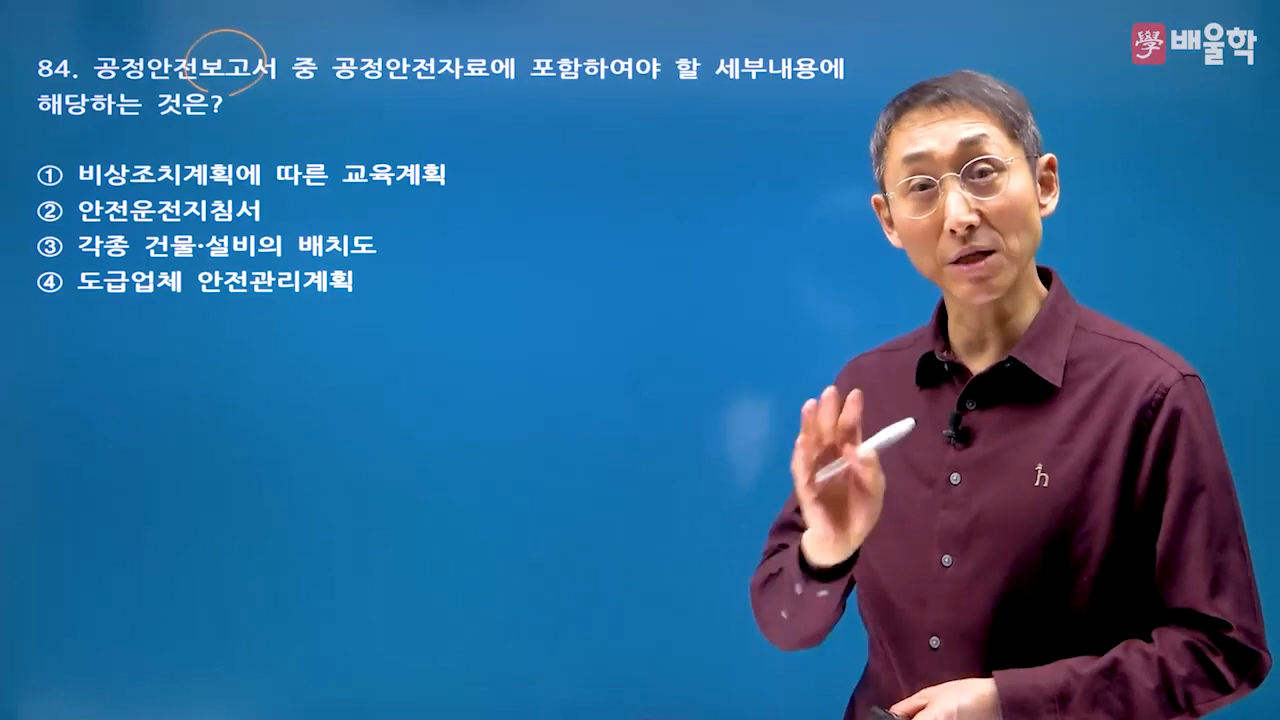 學 배울학
84. 공정안전보고서 중 공정안전자료에 포함하여야 할 세부내용에
해당하는 것은?
① 비상조치계획에 따른 교육계획
② 안전운전지침서
③ 각종 건물·설비의 배치도
④ 도급업체 안전관리계획
ĥ